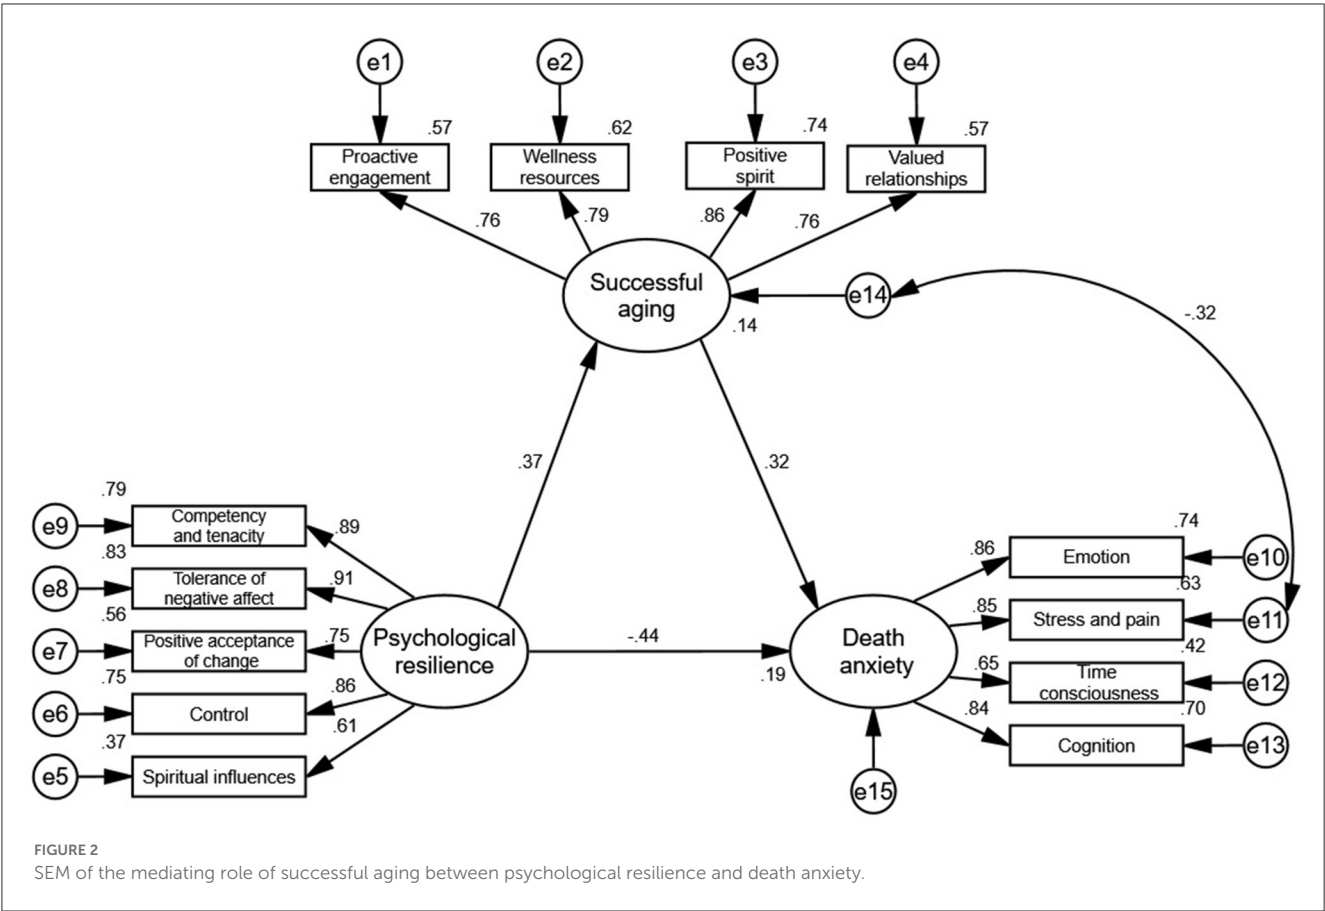 e1 e2 e3 e4
.57 .62 .74 .57
Proactive
engagement
Wellness
resources
Positive
spirit
Valued
relationships
.76 .79 .86 .76
Successful
aging
e14
.14
-.32
.37 .32
.79
e9
Competency
and tenacity
.89
.83
e8
Tolerance of
negative affect
.91
.56
e7
Positive acceptance
of change
.75
.75
e6
Control
.86
.37
e5
Spiritual influences
.61
Psychological
resilience
-.44
Death
anxiety
.19
e15
.74
.86
Emotion
e10
.63
.85
Stress and pain
e11
.42
.65
Time
consciousness
e12
.70
.84
Cognition
e13
FIGURE 2
SEM of the mediating role of successful aging between psychological resilience and death anxiety.